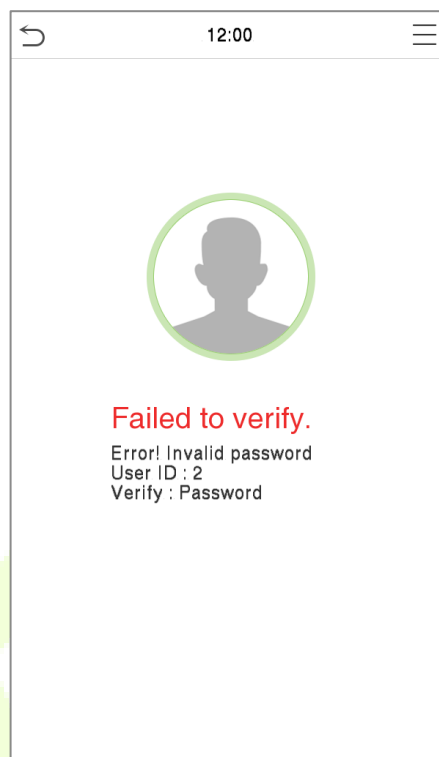 12:00
Failed to verify.
Error! Invalid password
User ID : 2
Verify : Password